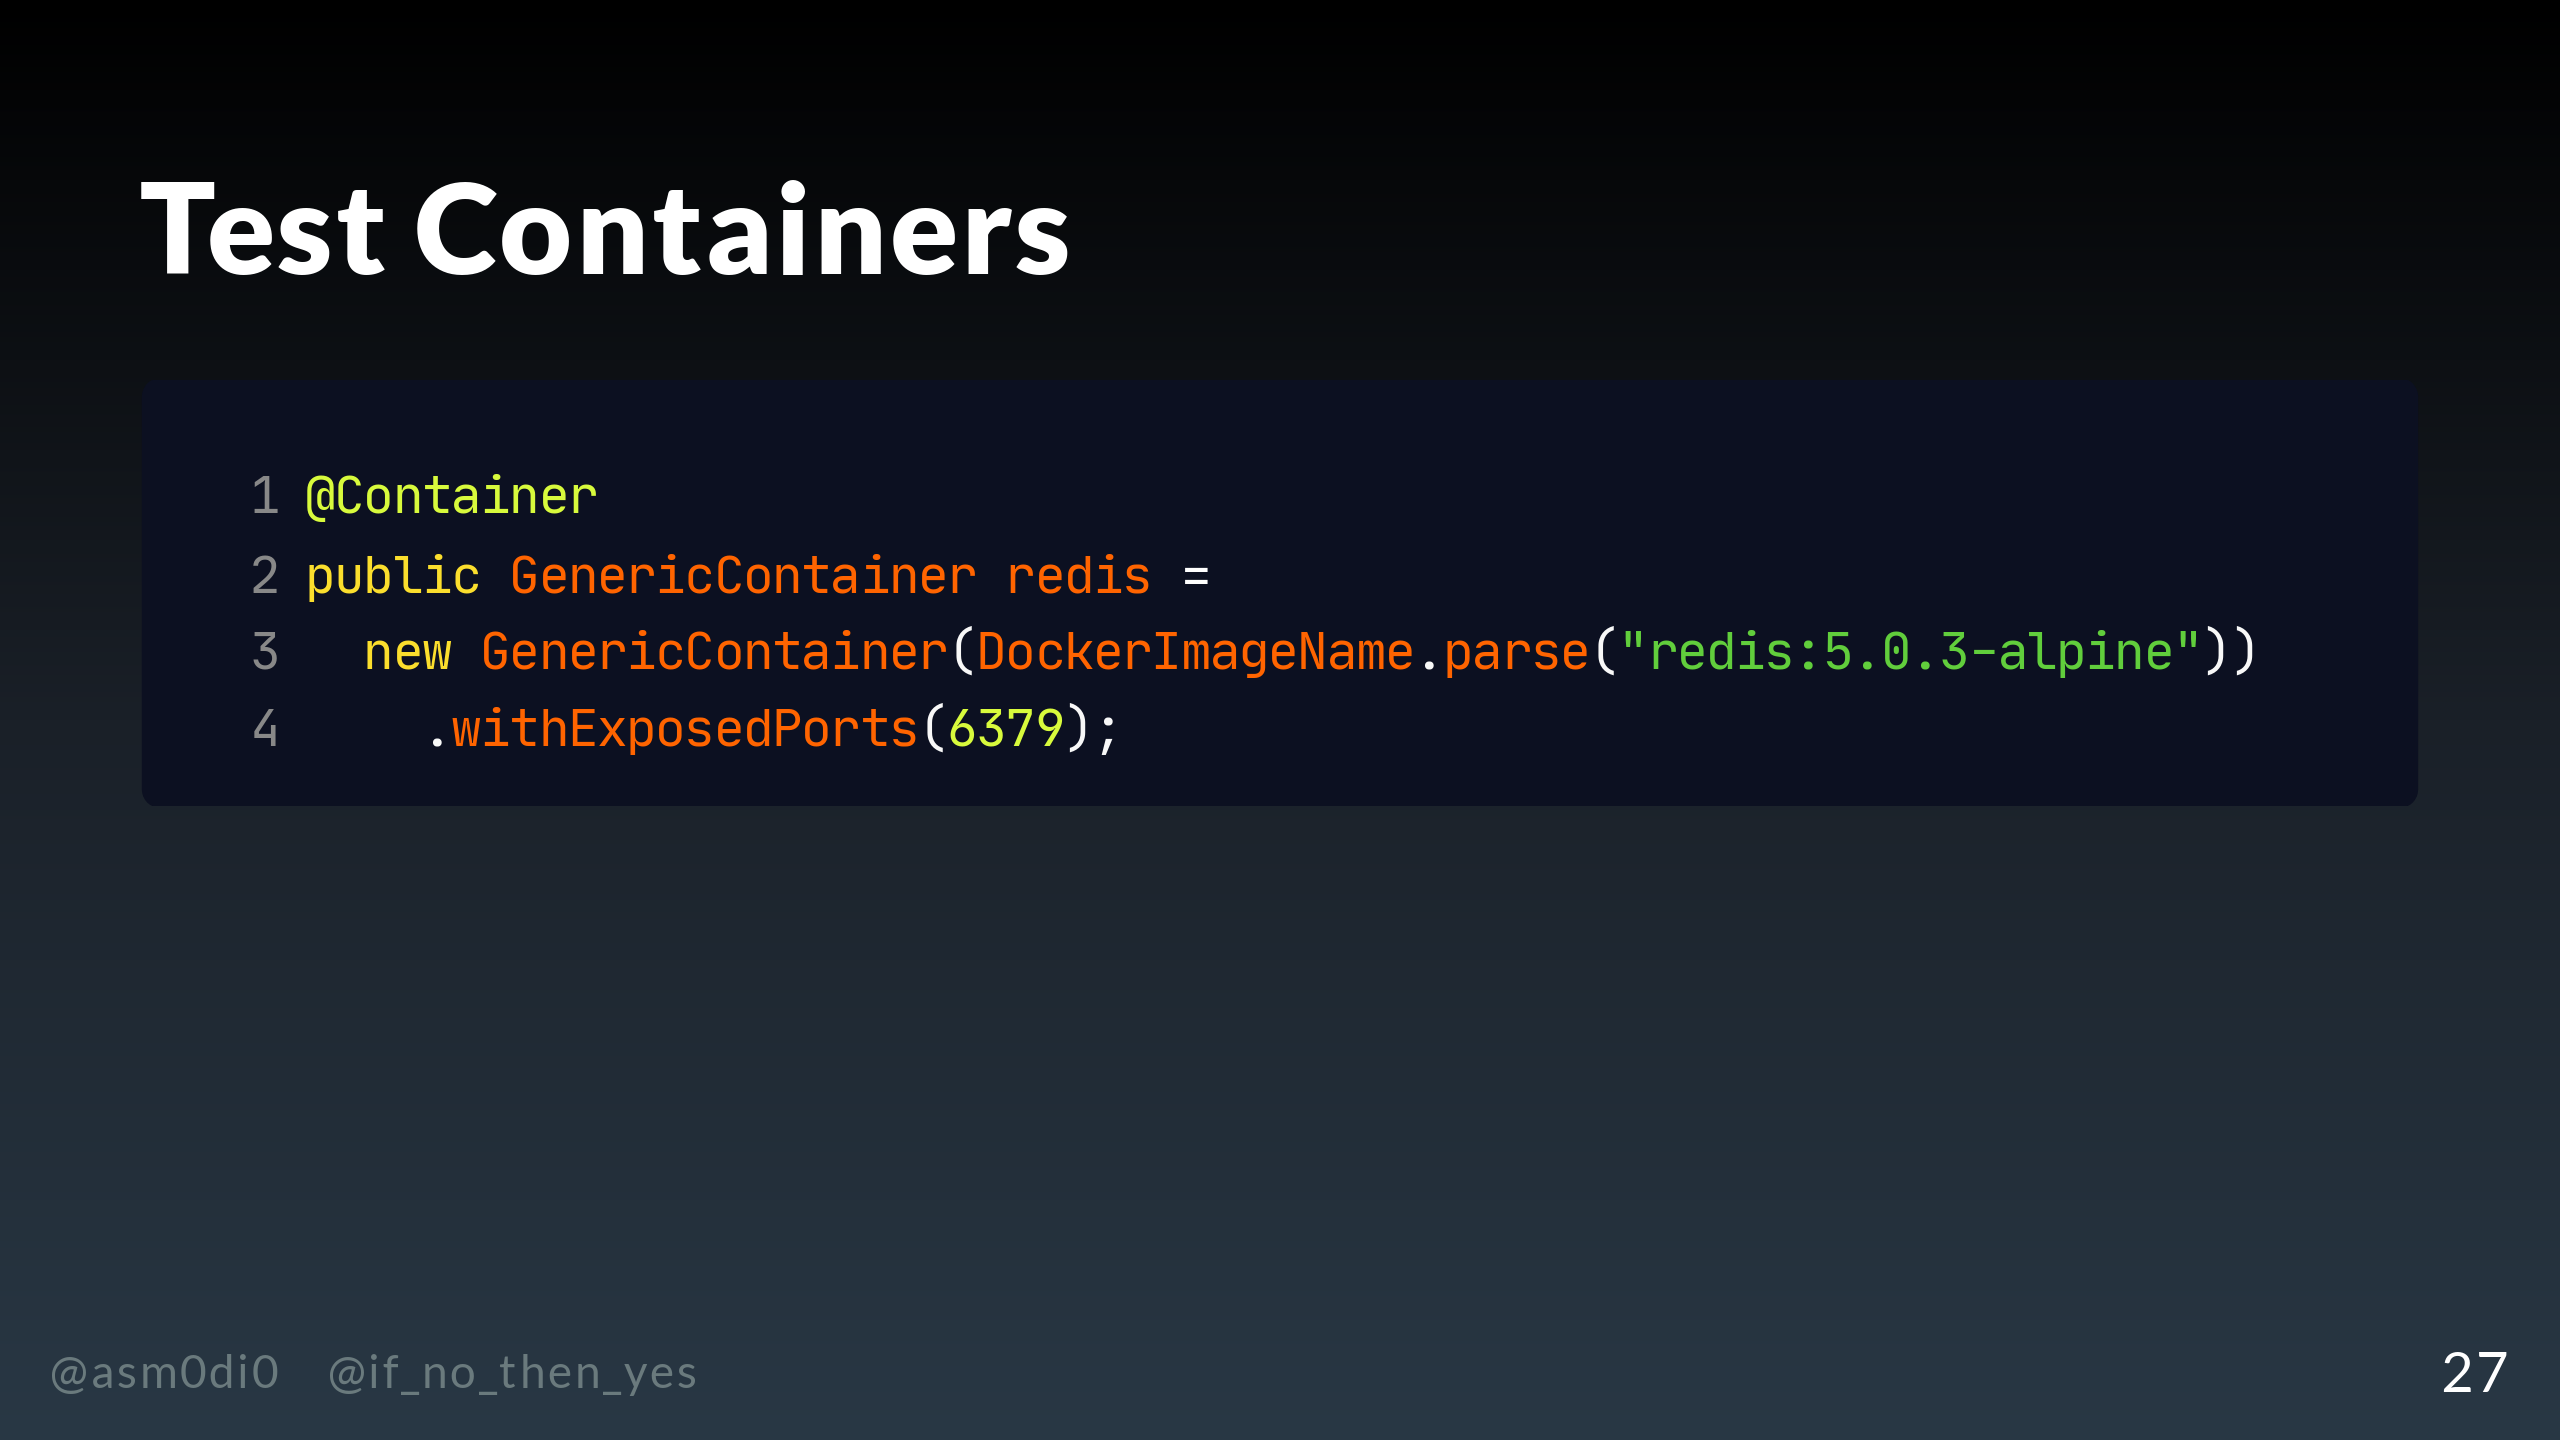 Test Containers
1 @Container
2 public GenericContainer redis =
3   new GenericContainer(DockerImageName.parse("redis:5.0.3-alpine"))
4     .withExposedPorts(6379);
@asm0di0 @if_no_then_yes
27